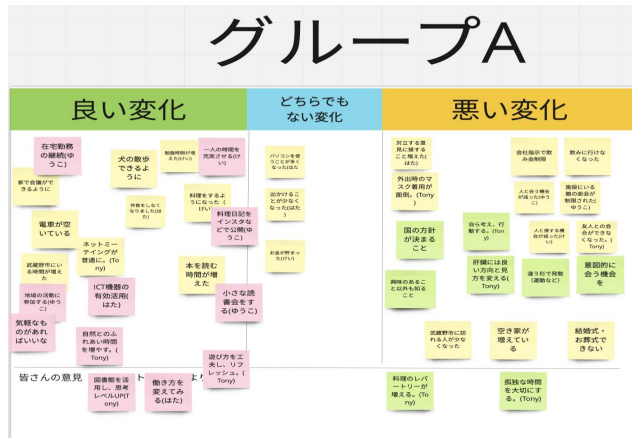 グループA
良い変化
どちらでも
ない変化
悪い変化
在宅勤務
の継続(ゆ
うこ)
家で会議がで
きるように
電車が空
いている
武蔵野市にい
る時間が増え
た
地域の活動に
参加する(ゆう
こ)
気軽なも
のがあれ
ばいいな
ネットミー
テイングが
普通に。(To
ny)
ICT機器の
有効活用(
はた)
自然とのふ
れあい時間
を増やす。(
Tony)
図書館を活
用し、思考
レベルUP(T
ony)
犬の散歩
できるよ
うに
外食をしなく
なりました(は
た)
勉強時間が増
えた(けい)
一人の時間を
充実させる(け
い)
料理をするよ
うになった(
けい)
料理日記を
インスタな
どで公開(ゆ
うこ)
本を読む
時間が増
えた
小さな読
書会をす
る(ゆうこ)
遊び方を工
夫し、リフ
レッシュ。(
Tony)
働き方を
変えてみ
る(はた)
パソコンを使
うことが多く
なった(はた)
出かけるこ
とが少なく
なった(はた)
お金が貯まっ
た(けい)
対立する意
見に接する
こと増えた(
はた)
外出時のマ
スク着用が
面倒。(Tony
)
国の方針
が決まる
こと
興味のあるこ
と以外も知る
こと
自ら考え、行
動する。(To
ny)
肝臓には良
い方向と見
方を変える(
Tony)
会社指示で飲
み会制限
飲みに行けな
くなった
人と会う機会
が減った(ゆう
こ)
施設にいる
親の面会が
制限された(
ゆうこ)
人と接する機
会が減った(け
い)
友人との会
食ができな
くなった。(
Tony)
違う形で発散
(運動など)
意図的に
会う機会
を
武蔵野市に訪
れる人が少な
くなった
空き家が
増えてい
る
結婚式・
お葬式で
きない
皆さんの意見
より
料理のレパ
ートリーが
増える。(To
ny)
孤独な時間
を大切にす
る。(Tony)